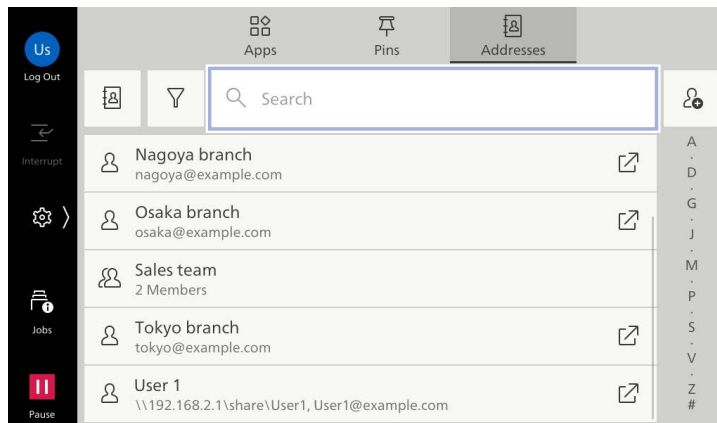 Us
Log Out
Interrupt
Jobs
Pause
Apps
Pins
Addresses
Search
Nagoya branch
nagoya@example.com
Osaka branch
osaka@example.com
Sales team
2 Members
Tokyo branch
tokyo@example.com
User 1
\\192.168.2.1\share\User1, User1@example.com
A
·
D
·
G
·
J
·
M
·
P
·
S
·
V
·
Z
#